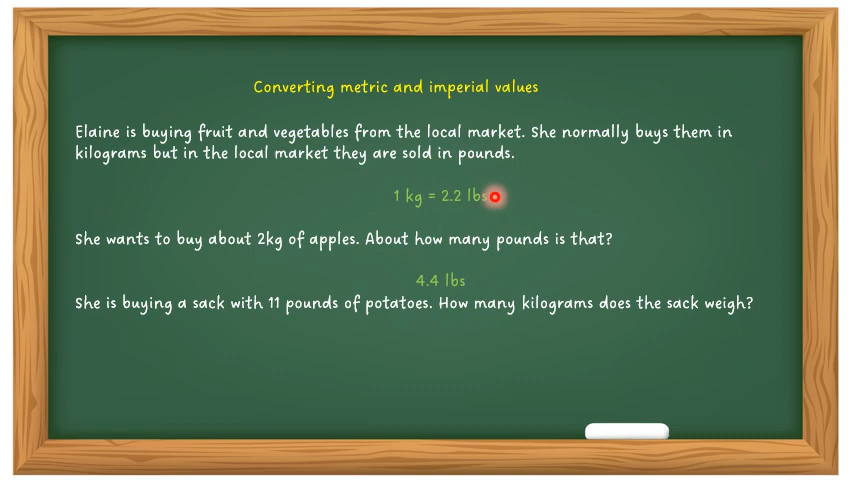 Converting metric and imperial values
Elaine is buying fruit and vegetables from the local market. She normally buys them in
kilograms but in the local market they are sold in pounds.
1 kg = 2.2 lbs
She wants to buy about 2kg of apples. About how many pounds is that?
4.4 lbs
She is buying a sack with 11 pounds of potatoes. How many kilograms does the sack weigh?